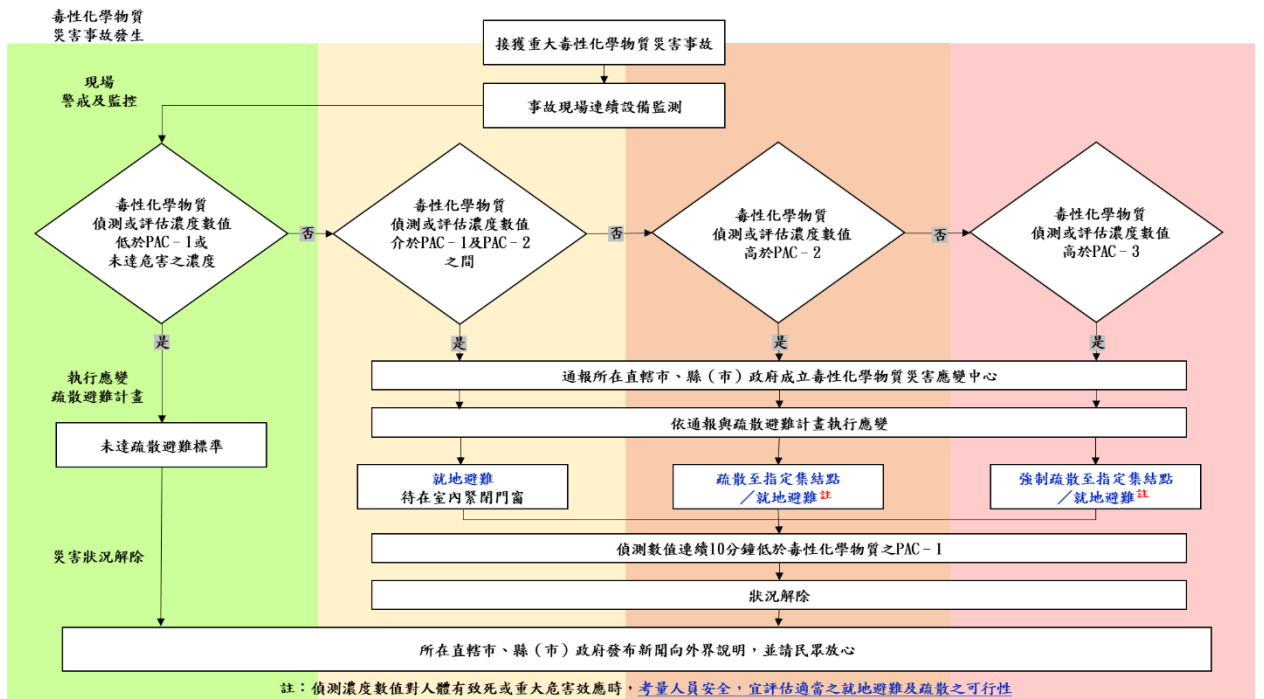 毒性化學物質
災害事故發生
接獲重大毒性化學物質災害事故
現場
警戒及監控
事故現場連續設備監測
毒性化學物質
偵測或評估濃度數值
低於PAC-1或
未達危害之濃度
否
毒性化學物質
偵測或評估濃度數值
介於PAC-1及PAC-2
之間
否
毒性化學物質
偵測或評估濃度數值
高於PAC-2
否
毒性化學物質
偵測或評估濃度數值
高於PAC-3
是
是
是
是
執行應變
疏散避難計畫
通報所在直轄市、縣（市）政府成立毒性化學物質災害應變中心
依通報與疏散避難計畫執行應變
未達疏散避難標準
就地避難
待在室內緊閉門窗
疏散至指定集結點
／就地避難註
強制疏散至指定集結點
／就地避難註
災害狀況解除
偵測數值連續10分鐘低於毒性化學物質之PAC-1
狀況解除
所在直轄市、縣（市）政府發布新聞向外界說明，並請民眾放心
註：偵測濃度數值對人體有致死或重大危害效應時，考量人員安全，宜評估適當之就地避難及疏散之可行性